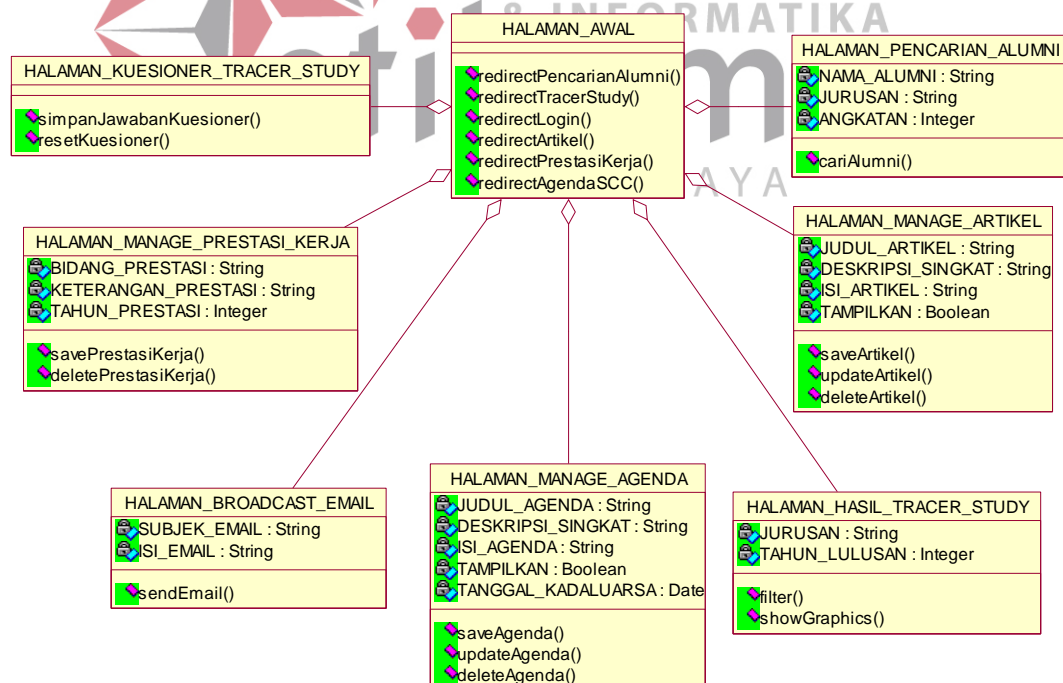 & INFORMATIKA
HALAMAN_AWAL
redirectPencarianAlumni()
redirectTracerStudy()
redirectLogin()
redirectArtikel()
redirectPrestasiKerja()
redirectAgendaSCC()
HALAMAN_KUESIONER_TRACER_STUDY
simpanJawabanKuesioner()
resetKuesioner()
HALAMAN_PENCARIAN_ALUMNI
NAMA_ALUMNI : String
JURUSAN : String
ANGKATAN : Integer
cariAlumni()
HALAMAN_MANAGE_PRESTASI_KERJA
BIDANG_PRESTASI : String
KETERANGAN_PRESTASI : String
TAHUN_PRESTASI : Integer
savePrestasiKerja()
deletePrestasiKerja()
HALAMAN_MANAGE_ARTIKEL
JUDUL_ARTIKEL : String
DESKRIPSI_SINGKAT : String
ISI_ARTIKEL : String
TAMPILKAN : Boolean
saveArtikel()
updateArtikel()
deleteArtikel()
HALAMAN_BROADCAST_EMAIL
SUBJEK_EMAIL : String
ISI_EMAIL : String
sendEmail()
HALAMAN_MANAGE_AGENDA
JUDUL_AGENDA : String
DESKRIPSI_SINGKAT : String
ISI_AGENDA : String
TAMPILKAN : Boolean
TANGGAL_KADALUARSA : Date
saveAgenda()
updateAgenda()
deleteAgenda()
HALAMAN_HASIL_TRACER_STUDY
JURUSAN : String
TAHUN_LULUSAN : Integer
filter()
showGraphics()